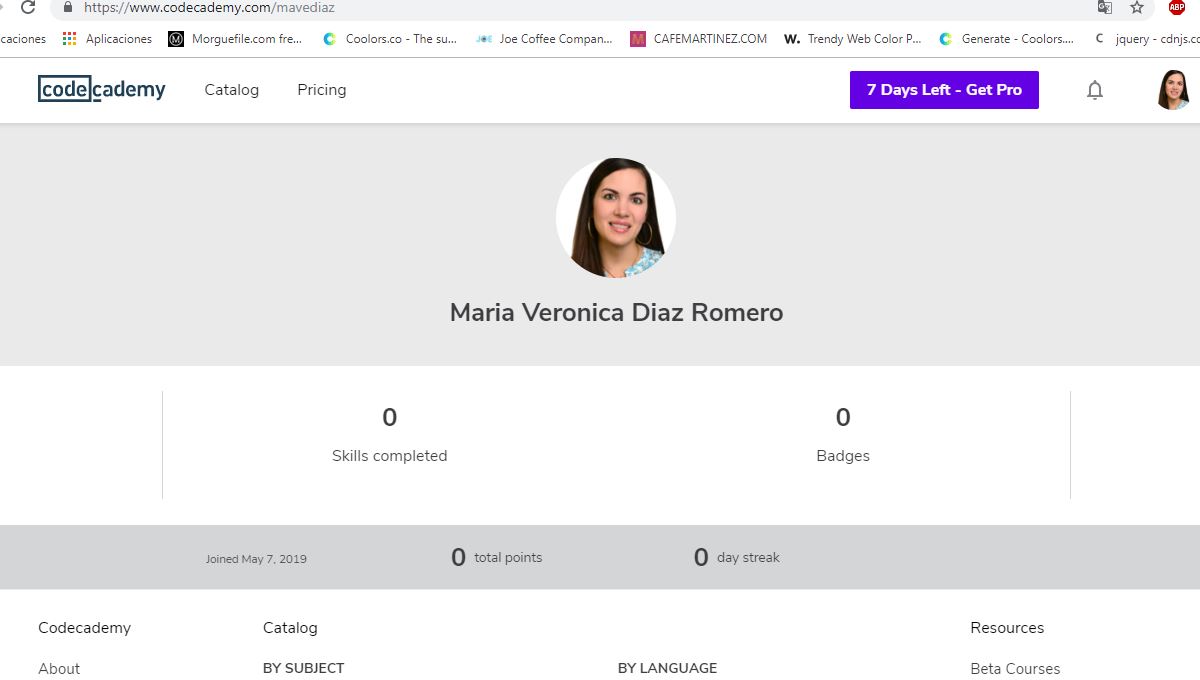 https://www.codecademy.com/mavediaz
caciones Aplicaciones Morguefile.com fre... Coolors.co - The su... Joe Coffee Compan... M CAFEMARTINEZ.COM W. Trendy Web Color P... Generate - Coolors.... C jquery - cdnjs.co
ABP
codecademy Catalog Pricing 7 Days Left - Get Pro
Maria Veronica Diaz Romero
0 0
Skills completed Badges
Joined May 7, 2019 0 total points 0 day streak
Codecademy Catalog Resources
About BY SUBJECT BY LANGUAGE Beta Courses